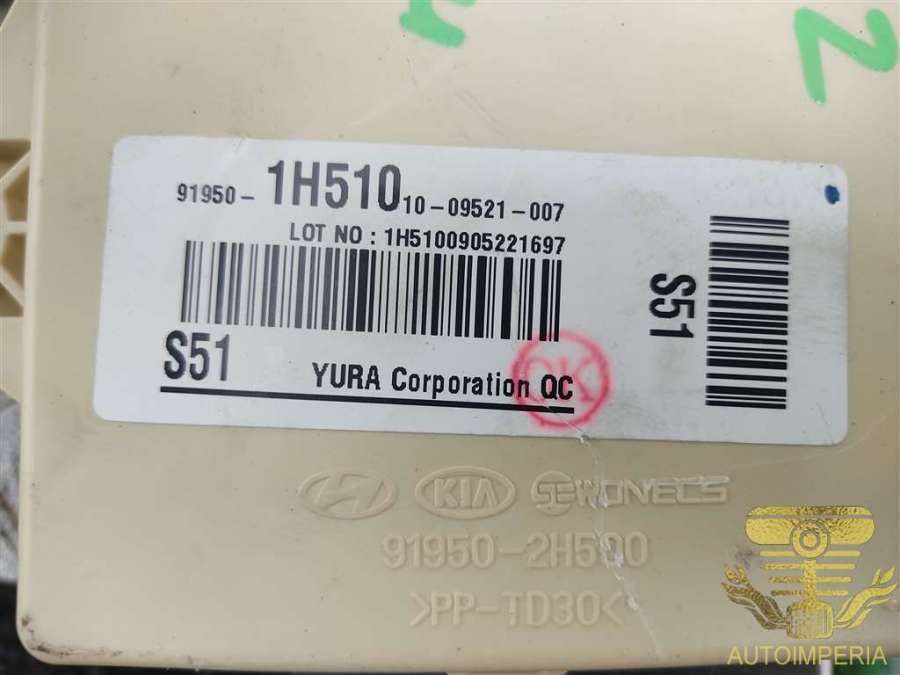 Z
91950-1H510 10-09521-007
LOT NO : 1H5100905221697
S51
S51
YURA Corporation QC
OK
KIA SEWONECS
91950-2H500
>PP-TD30<
AUTOIMPERIA